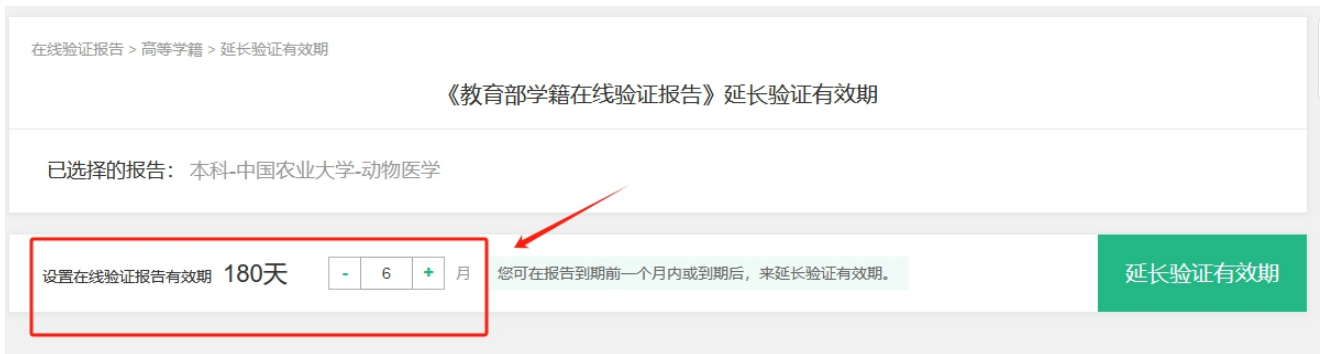 在线验证报告 > 高等学籍 > 延长验证有效期
《教育部学籍在线验证报告》延长验证有效期
已选择的报告： 本科-中国农业大学-动物医学
设置在线验证报告有效期 180天 - 6 + 月 您可在报告到期前一个月内或到期后，来延长验证有效期。 延长验证有效期